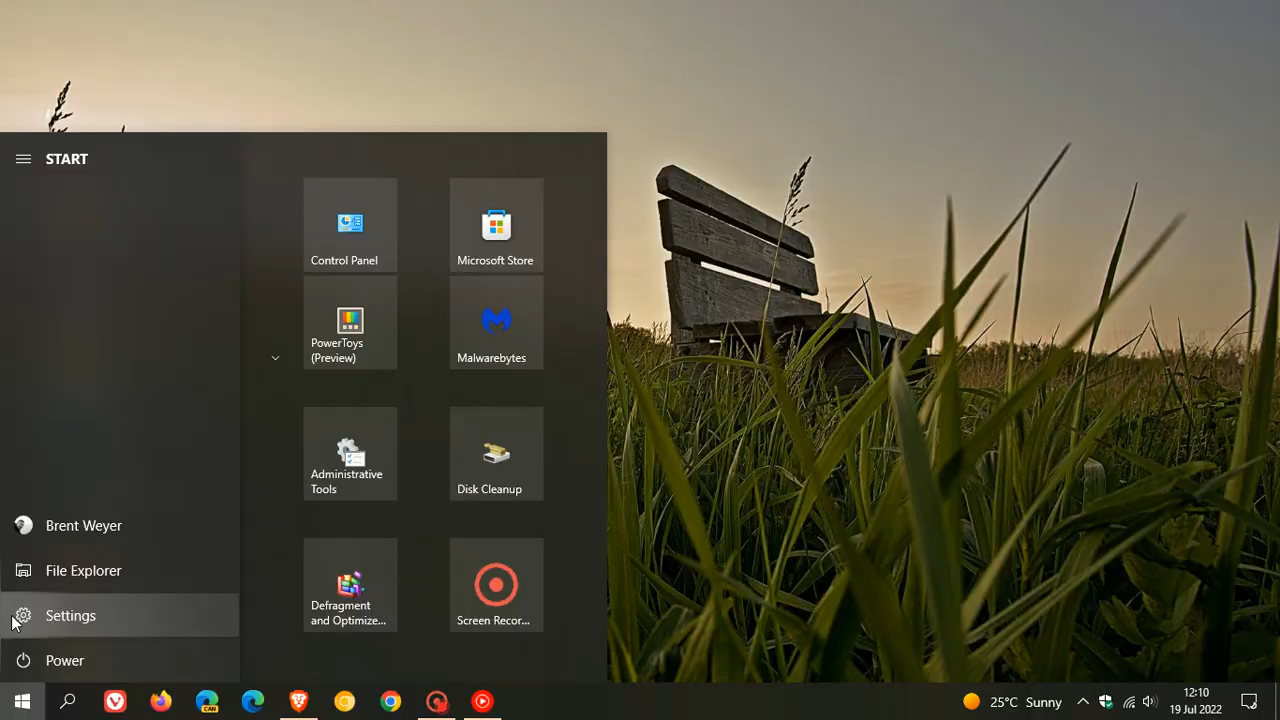 START
Control Panel
Microsoft Store
PowerToys
(Preview)
Malwarebytes
Administrative
Tools
Disk Cleanup
Defragment
and Optimize...
Screen Recor...
Brent Weyer
File Explorer
Settings
Power
CAN
25°C Sunny
12:10
19 Jul 2022